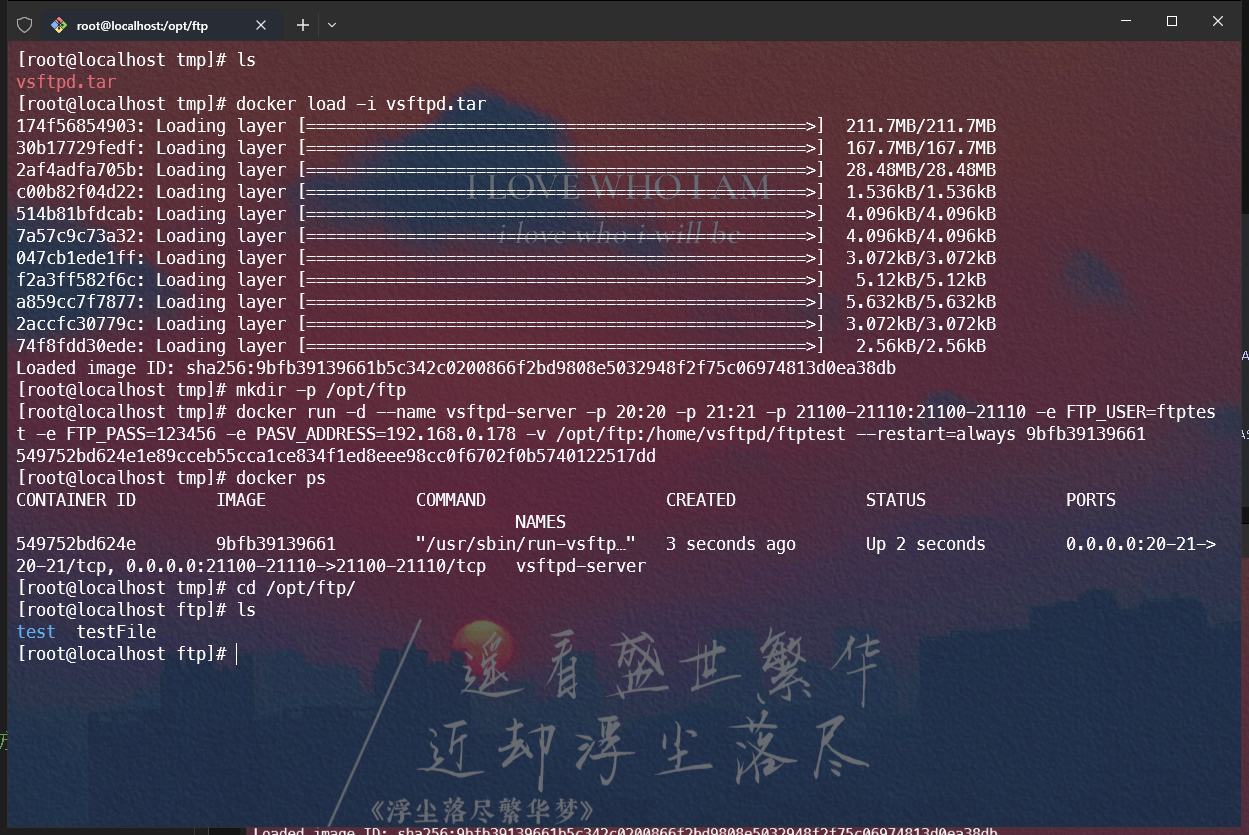 root@localhost:/opt/ftp
[root@localhost tmp]# ls
vsftpd.tar
[root@localhost tmp]# docker load -i vsftpd.tar
174f56854903: Loading layer [==================================================>]  211.7MB/211.7MB
30b17729fedf: Loading layer [==================================================>]  167.7MB/167.7MB
2af4adfa705b: Loading layer [==================================================>]  28.48MB/28.48MB
c00b82f04d22: Loading layer [==================================================>]  1.536kB/1.536kB
514b81bfdcab: Loading layer [==================================================>]  4.096kB/4.096kB
7a57c9c73a32: Loading layer [==================================================>]  4.096kB/4.096kB
047cb1ede1ff: Loading layer [==================================================>]  3.072kB/3.072kB
f2a3ff582f6c: Loading layer [==================================================>]   5.12kB/5.12kB
a859cc7f7877: Loading layer [==================================================>]  5.632kB/5.632kB
2accfc30779c: Loading layer [==================================================>]  3.072kB/3.072kB
74f8fdd30ede: Loading layer [==================================================>]   2.56kB/2.56kB
I LOVE WHO I AM
i love who i will be
Loaded image ID: sha256:9bfb39139661b5c342c0200866f2bd9808e5032948f2f75c06974813d0ea38db
[root@localhost tmp]# mkdir -p /opt/ftp
[root@localhost tmp]# docker run -d --name vsftpd-server -p 20:20 -p 21:21 -p 21100-21110:21100-21110 -e FTP_USER=ftptes
t -e FTP_PASS=123456 -e PASV_ADDRESS=192.168.0.178 -v /opt/ftp:/home/vsftpd/ftptest --restart=always 9bfb39139661
549752bd624e1e89cceb55cca1ce834f1ed8eee98cc0f6702f0b5740122517dd
[root@localhost tmp]# docker ps
CONTAINER ID        IMAGE               COMMAND                  CREATED             STATUS              PORTS
NAMES
549752bd624e        9bfb39139661        "/usr/sbin/run-vsftp…"   3 seconds ago       Up 2 seconds        0.0.0.0:20-21->
20-21/tcp, 0.0.0.0:21100-21110->21100-21110/tcp   vsftpd-server
[root@localhost tmp]# cd /opt/ftp/
[root@localhost ftp]# ls
test  testFile
[root@localhost ftp]#
遥看盛世繁华
近却浮尘落尽
《浮尘落尽繁华梦》
Loaded image ID: sha256:9bfb39139661b5c342c0200866f2bd9808e5032948f2f75c06974813d0ea38db